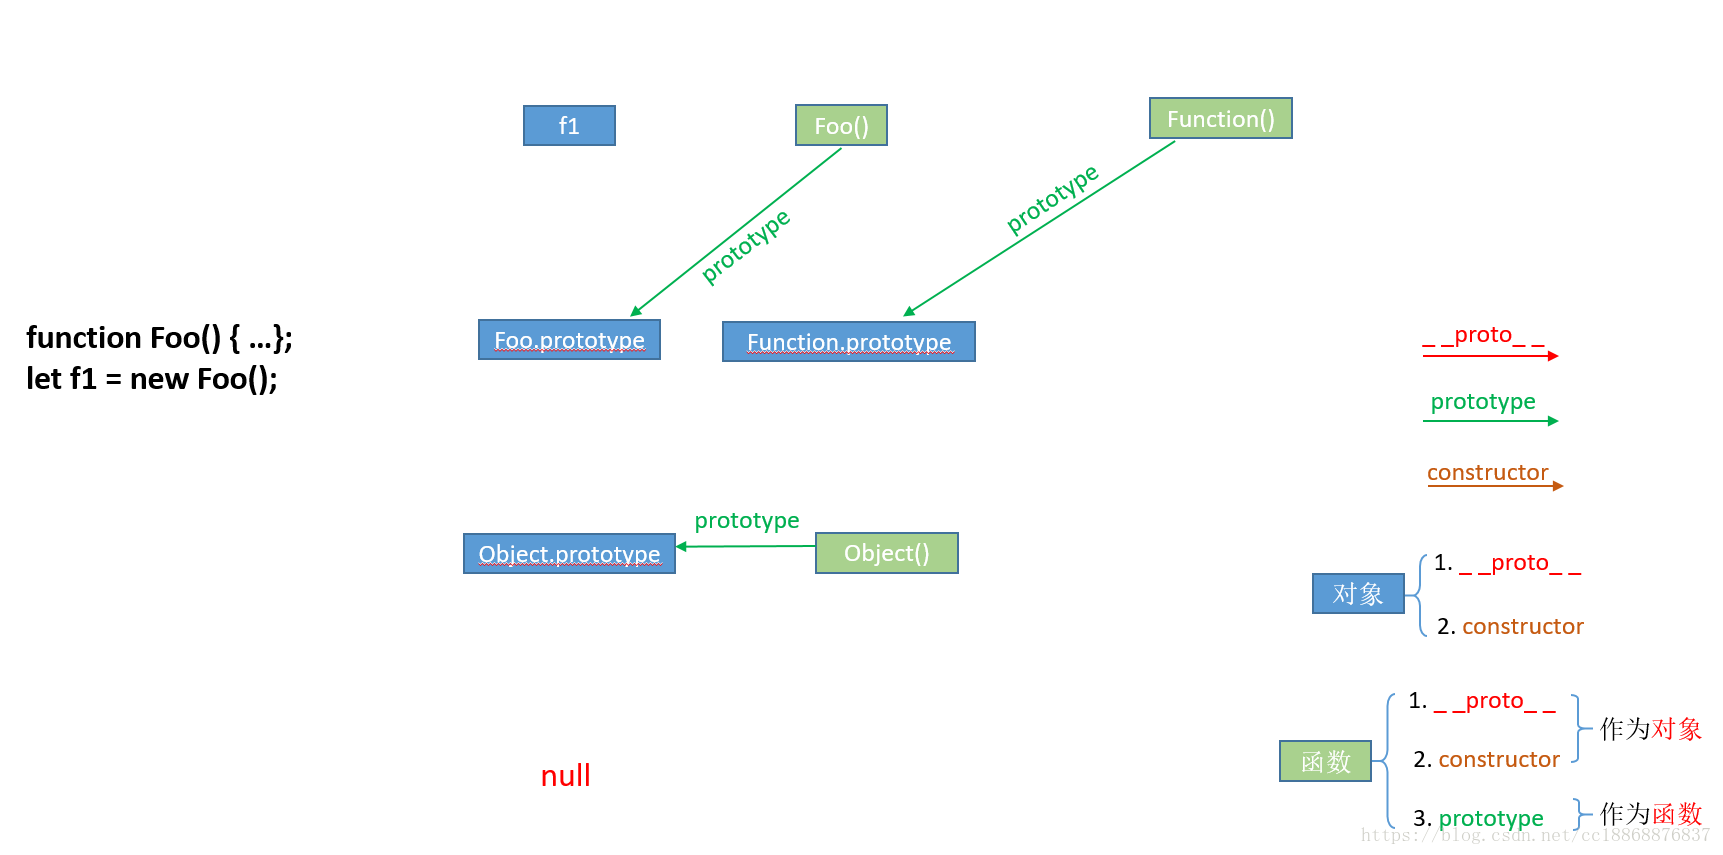 f1
Foo()
Function()
prototype
prototype
function Foo() { ...};
let f1 = new Foo();
Foo.prototype
Function.prototype
_ _proto_ _
prototype
constructor
prototype
Object.prototype
Object()
对象
1. _ _proto_ _
2. constructor
函数
1. _ _proto_ _
2. constructor
作为对象
3. prototype
作为函数
null
https://blog.csdn.net/cc18868876837